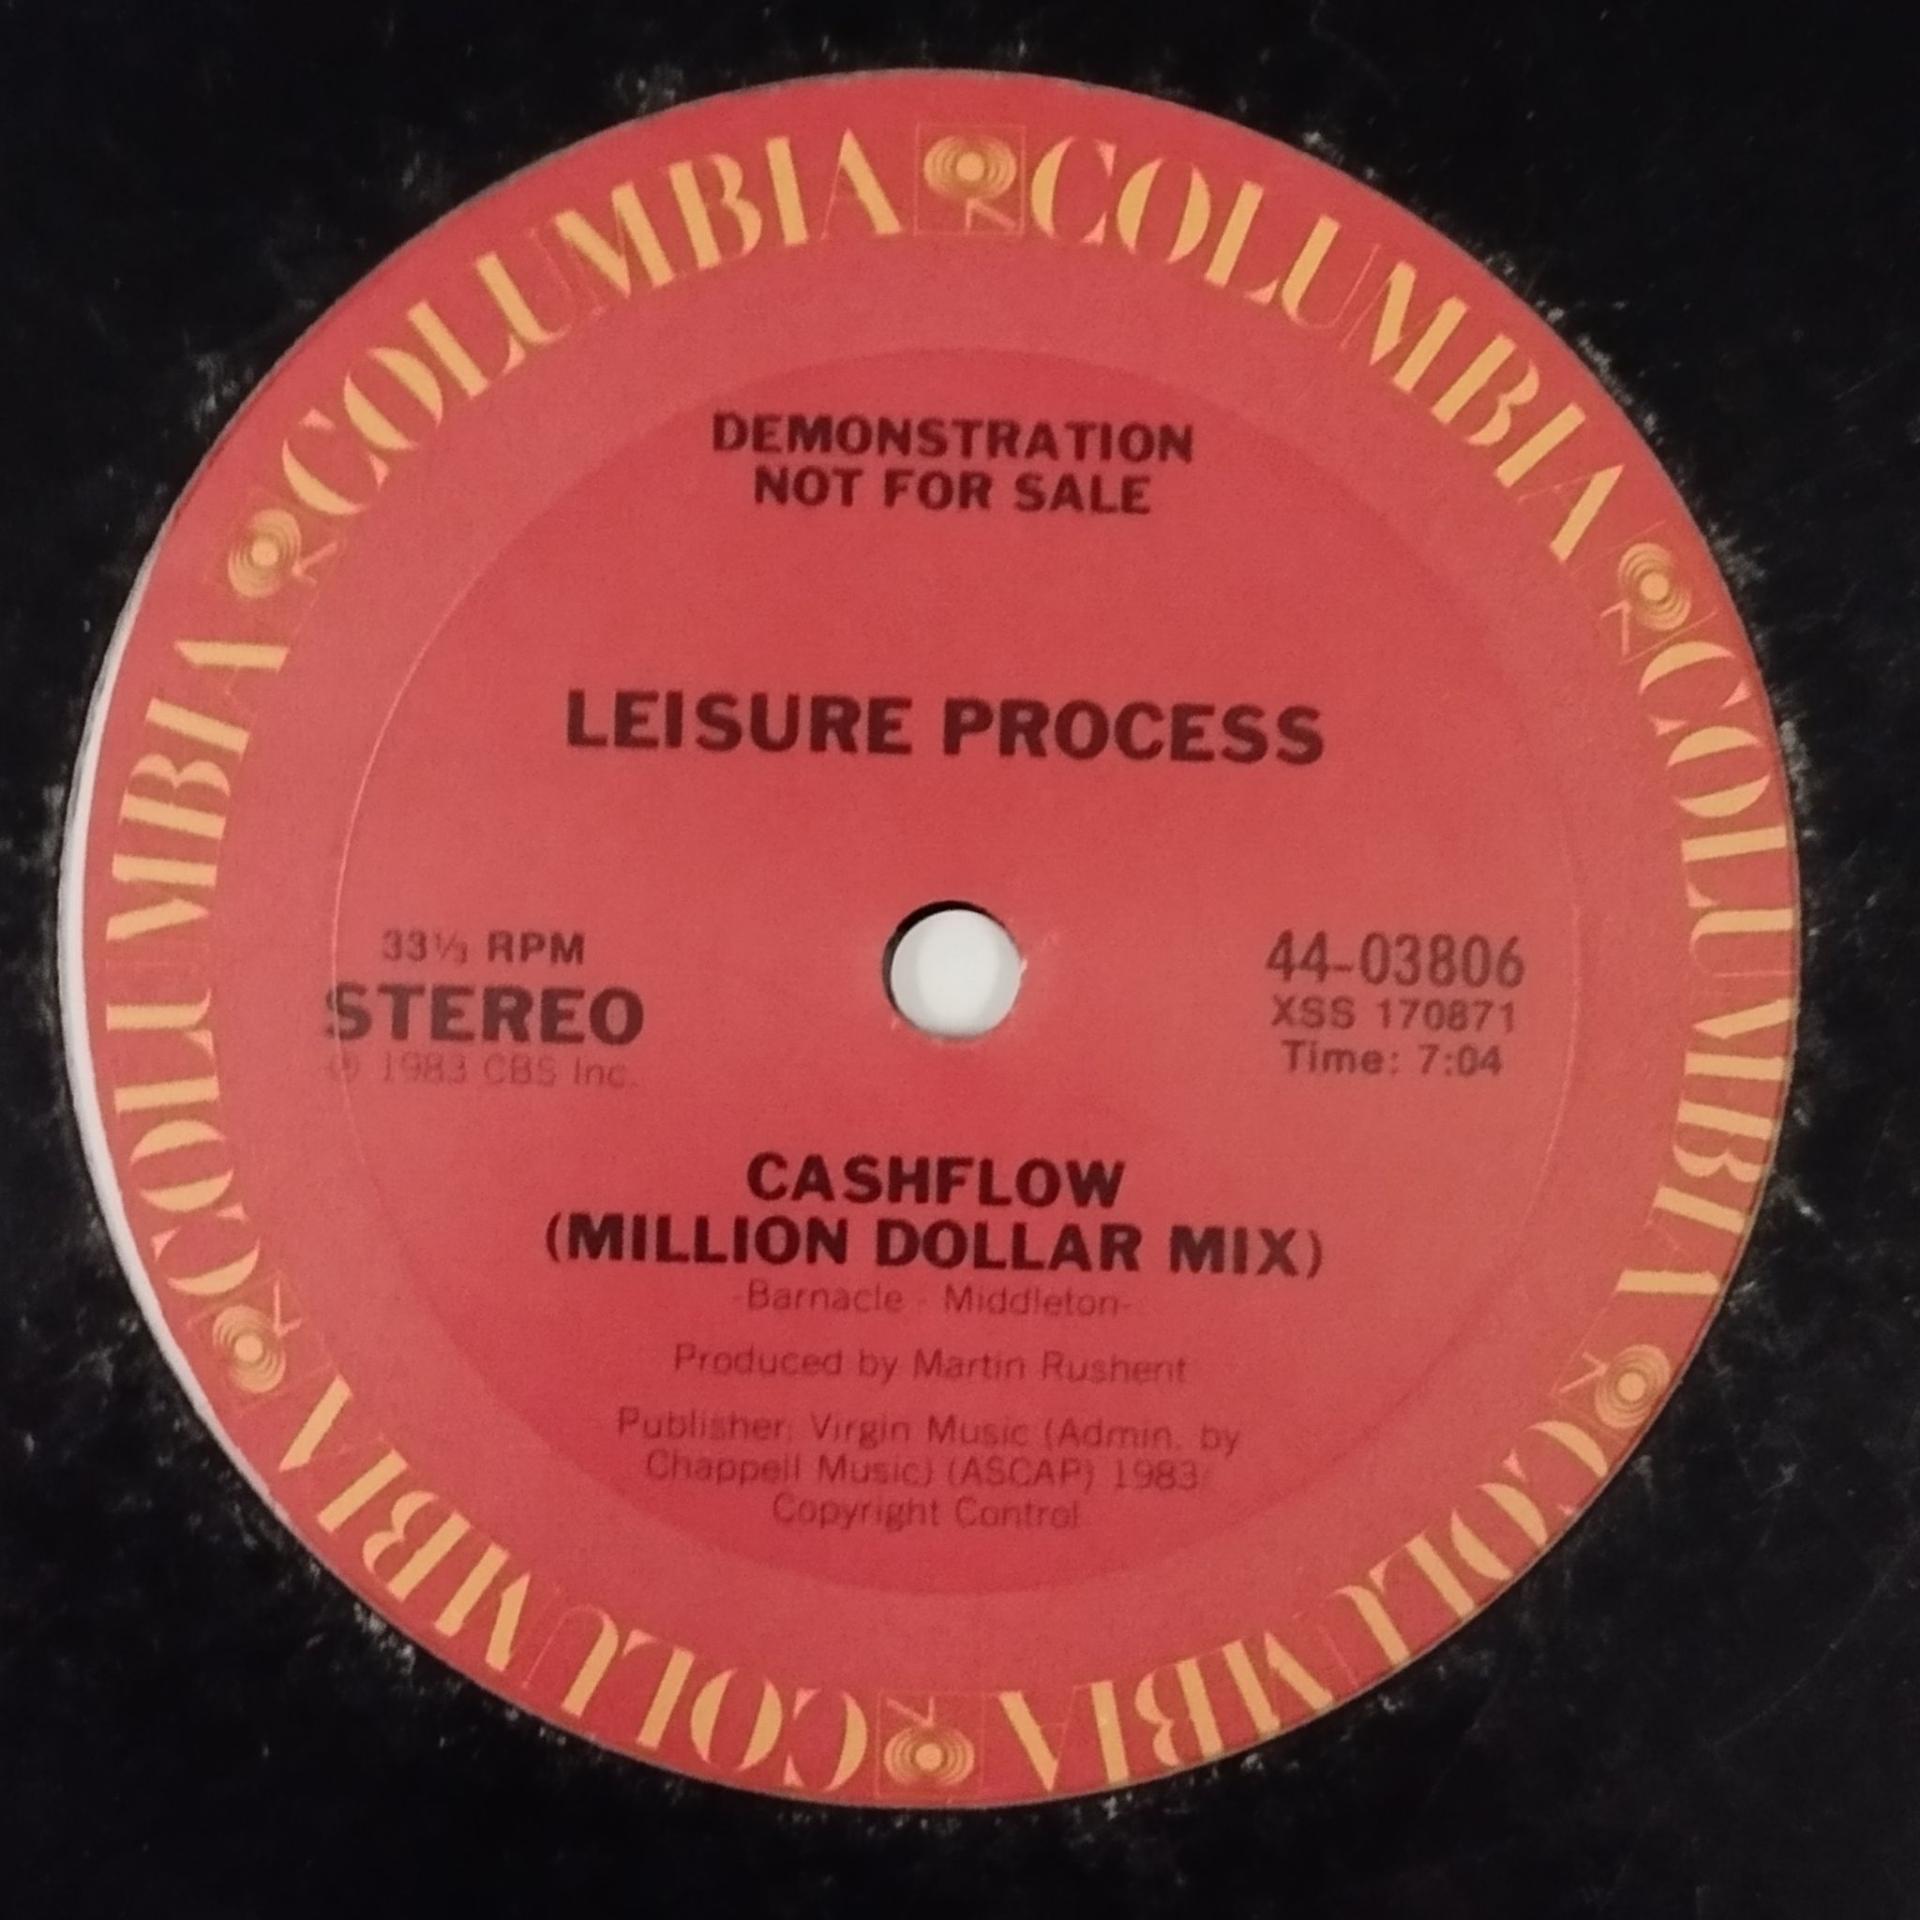 COLUMBIA COLUMBIA COLUMBIA COLUMBIA COLUMBIA COLUMBIA
DEMONSTRATION
NOT FOR SALE
LEISURE PROCESS
33⅓ RPM
STEREO
℗ 1983 CBS Inc.
44-03806
XSS 170871
Time: 7:04
CASHFLOW
(MILLION DOLLAR MIX)
-Barnacle - Middleton-
Produced by Martin Rushent
Publisher: Virgin Music (Admin. by
Chappell Music) (ASCAP) 1983
Copyright Control